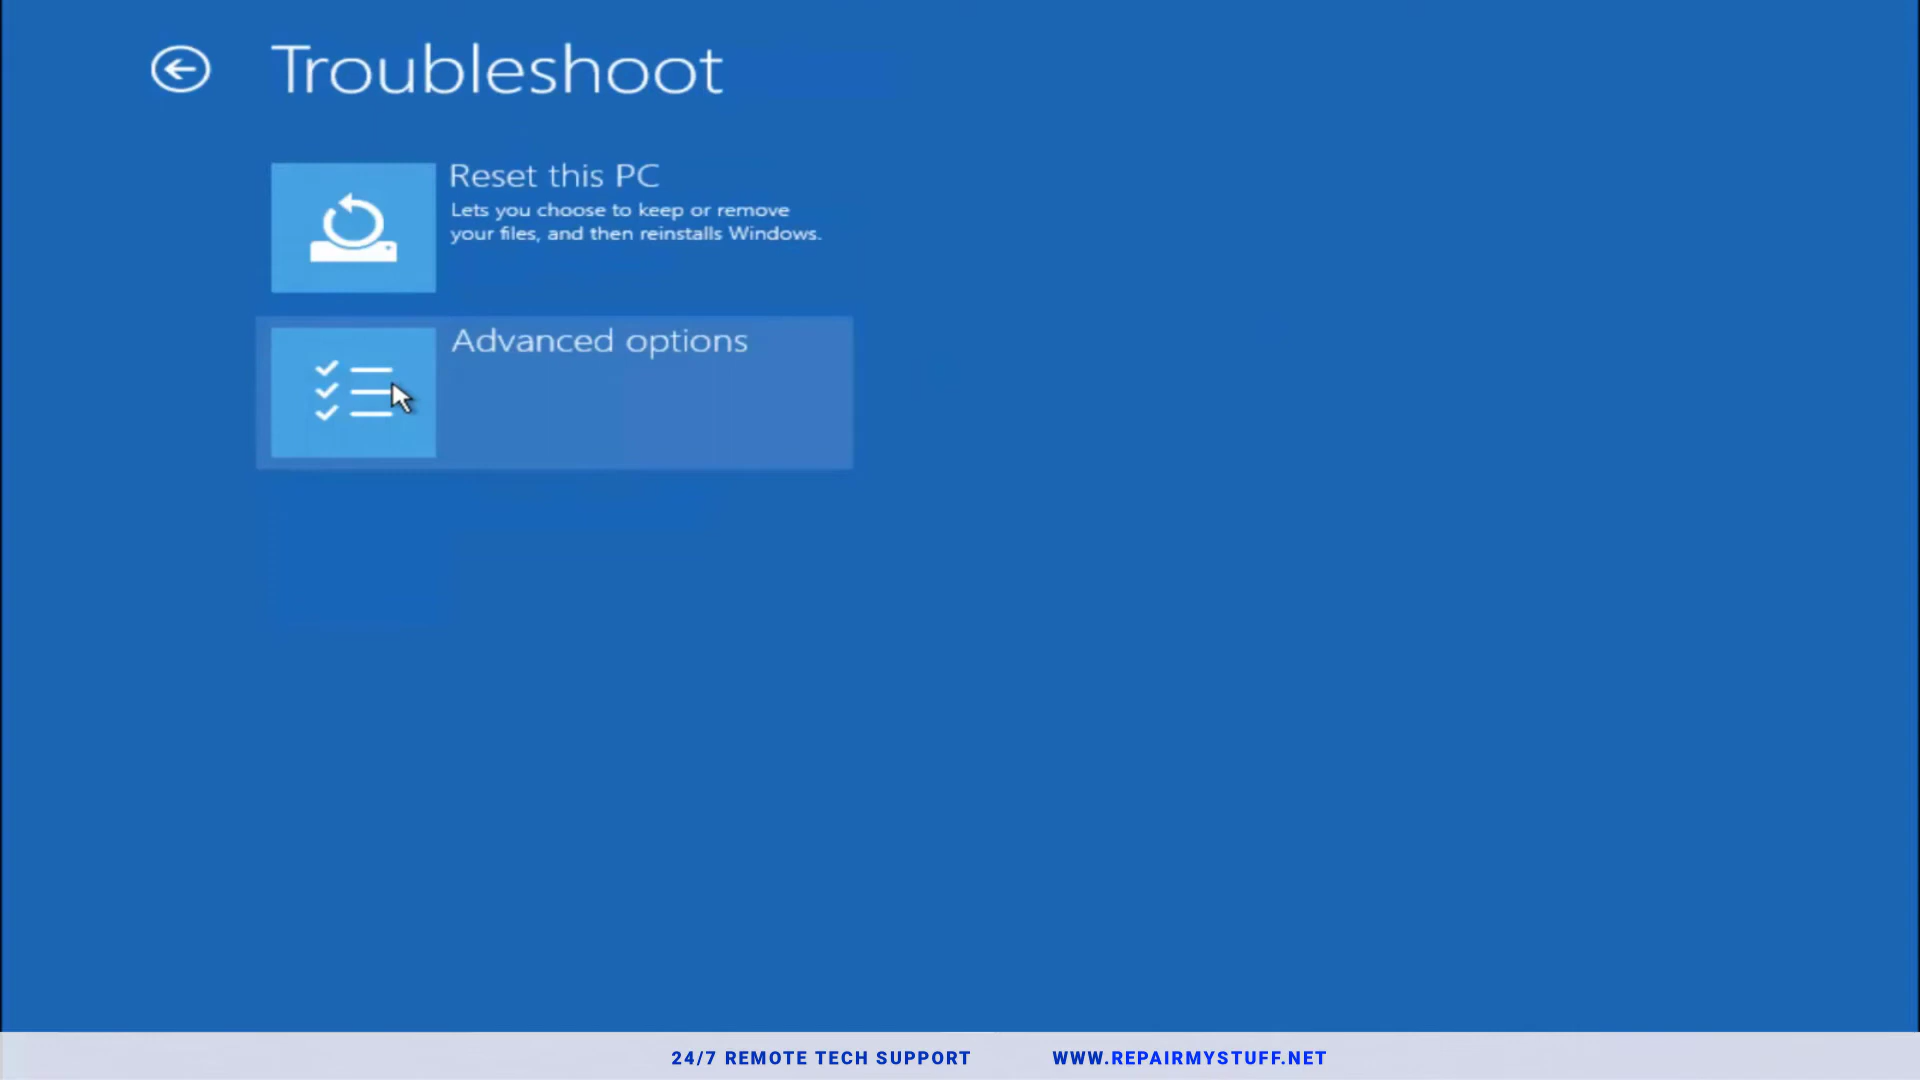 Troubleshoot
Reset this PC
Lets you choose to keep or remove
your files, and then reinstalls Windows.
Advanced options
24/7 REMOTE TECH SUPPORT
WWW.REPAIRMYSTUFF.NET